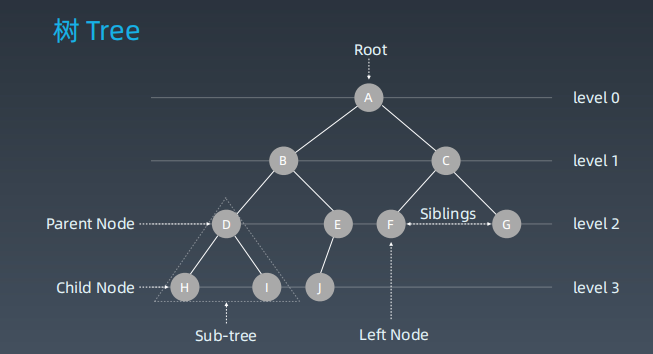 树 Tree
Root
A
level 0
B
C
level 1
Siblings
Parent Node
D
E
F
G
level 2
Child Node
H
I
J
level 3
Sub-tree
Left Node